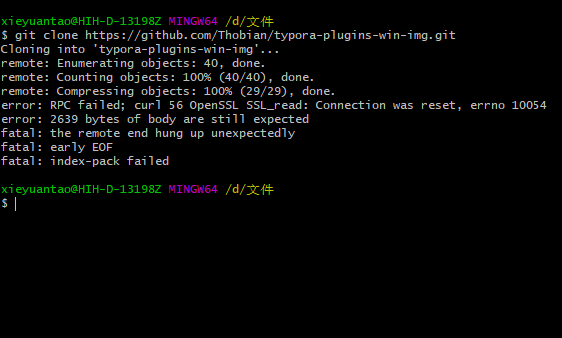 xieyuantao@HIH-D-13198Z MINGW64 /d/文件
$ git clone https://github.com/Thobian/typora-plugins-win-img.git
Cloning into 'typora-plugins-win-img'...
remote: Enumerating objects: 40, done.
remote: Counting objects: 100% (40/40), done.
remote: Compressing objects: 100% (29/29), done.
error: RPC failed; curl 56 OpenSSL SSL_read: Connection was reset, errno 10054
error: 2639 bytes of body are still expected
fatal: the remote end hung up unexpectedly
fatal: early EOF
fatal: index-pack failed
xieyuantao@HIH-D-13198Z MINGW64 /d/文件
$